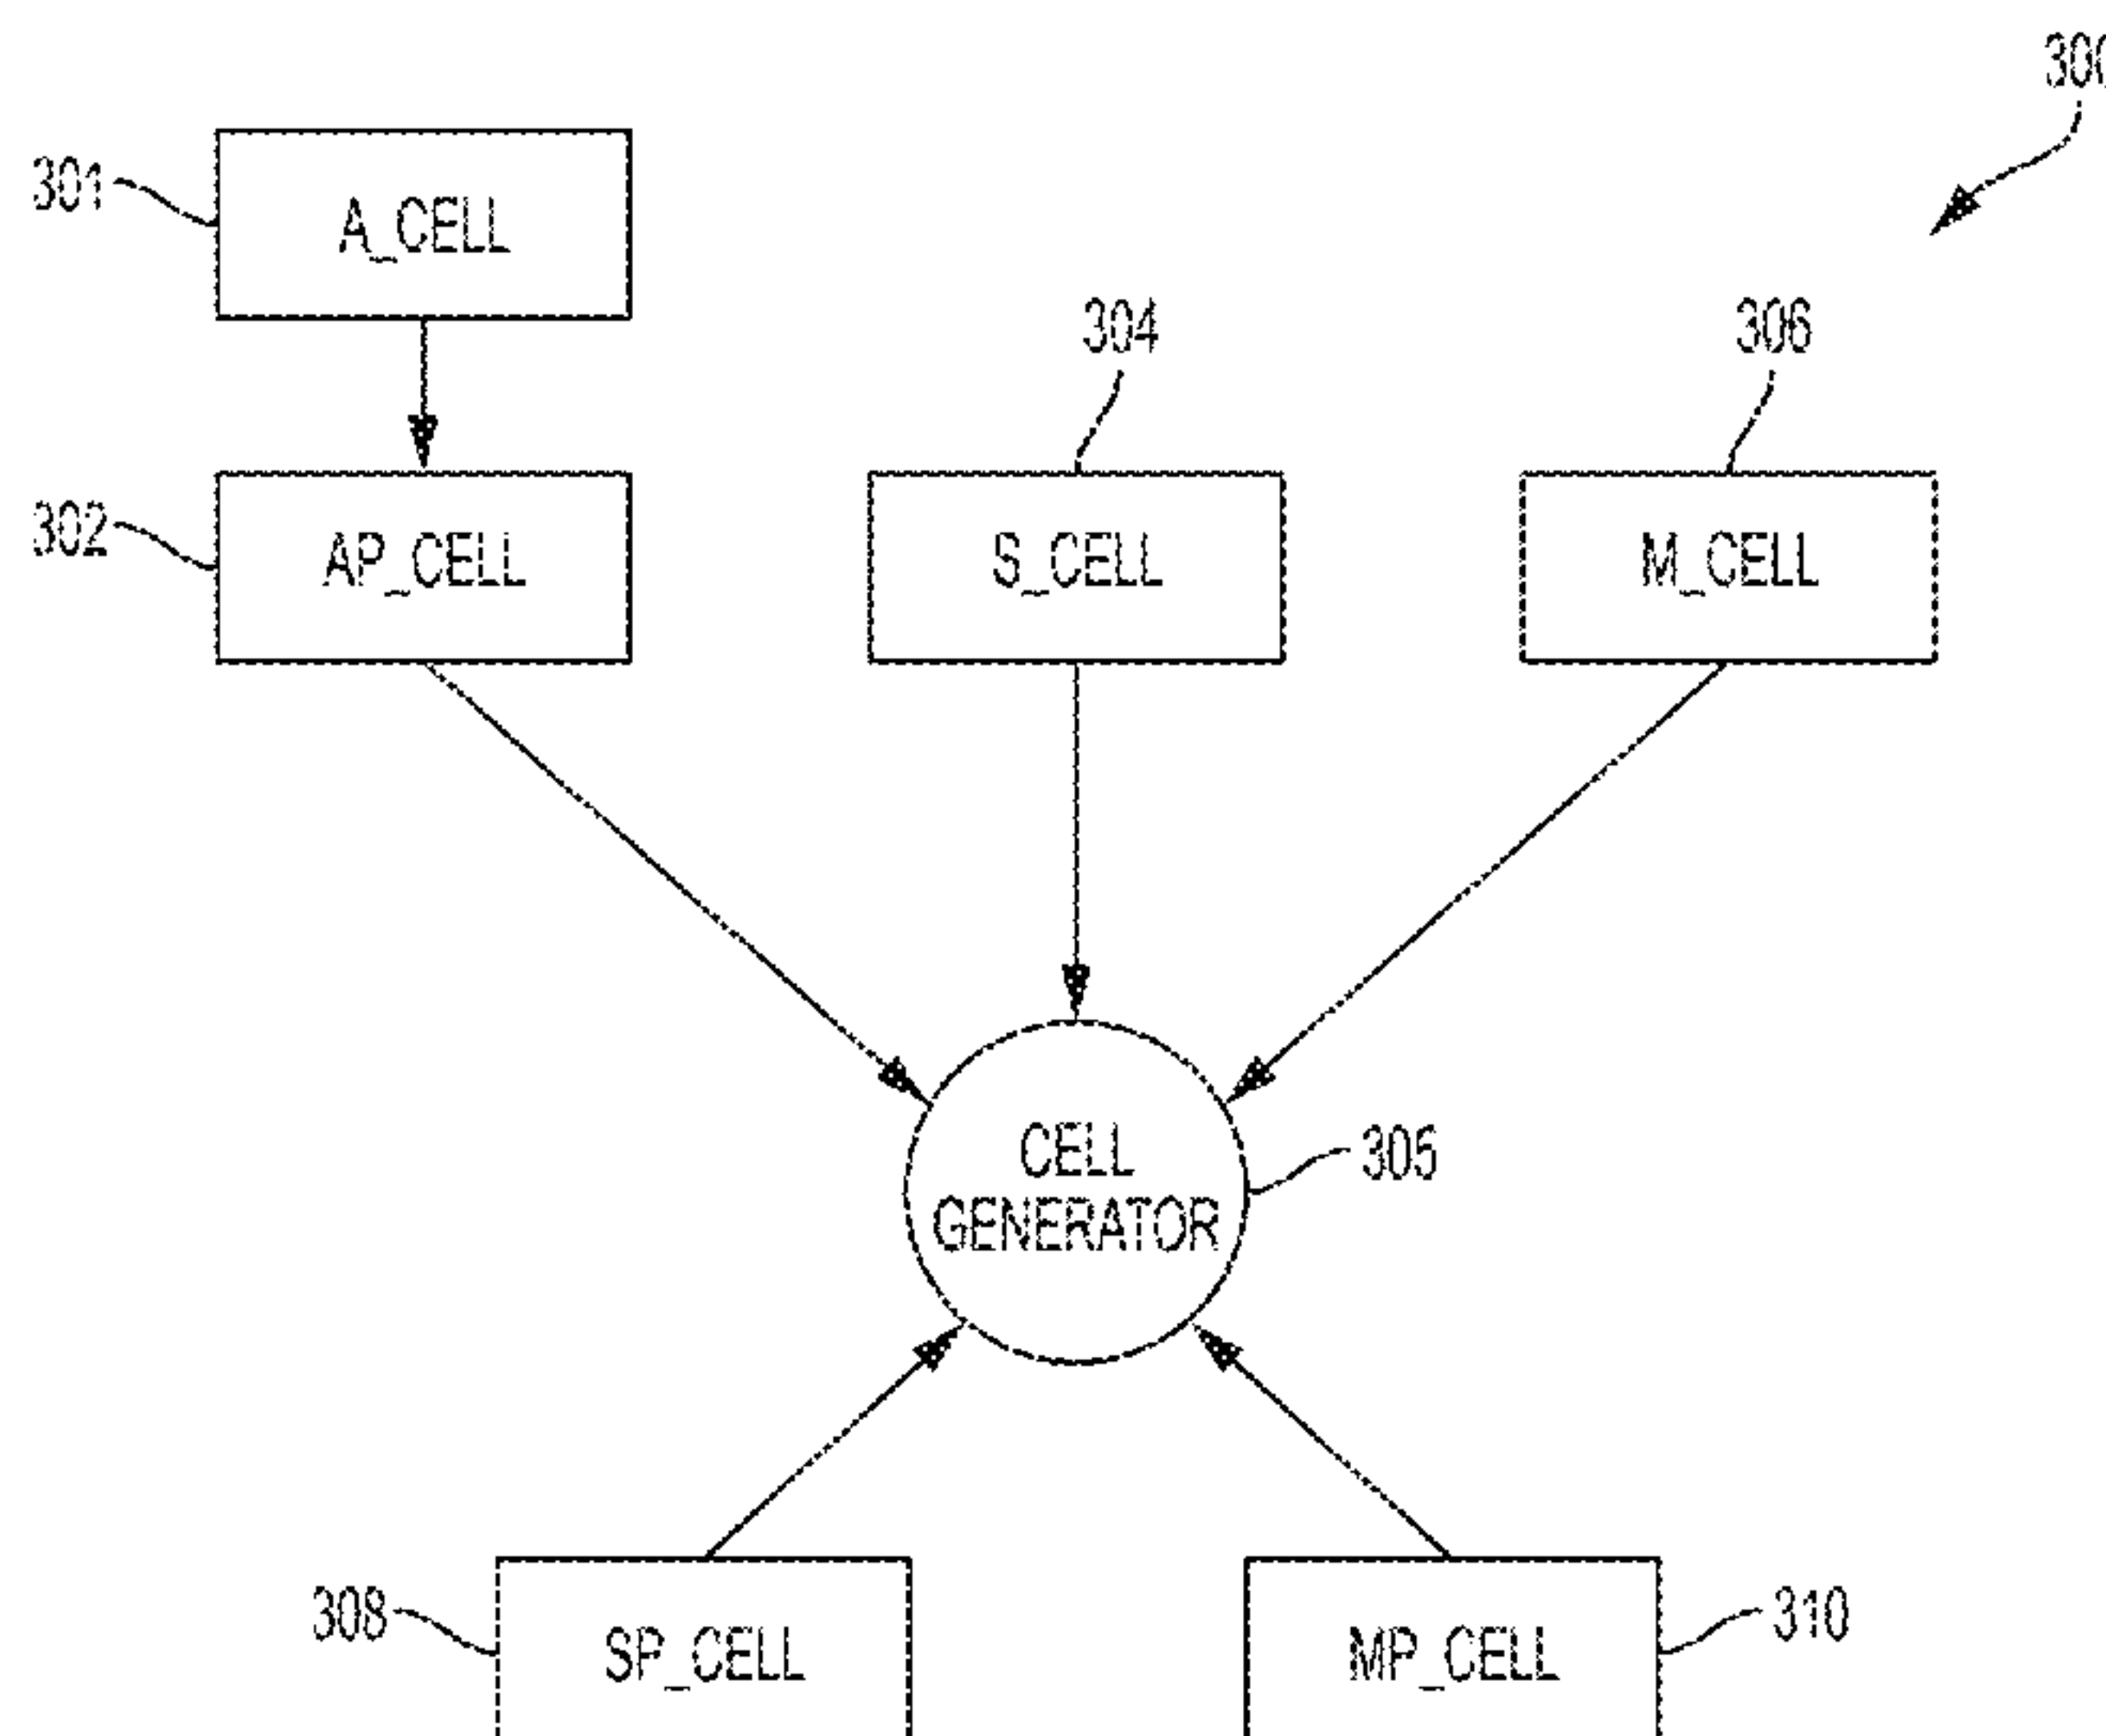 300
301
A_CELL
304
306
302
AP_CELL
S_CELL
M_CELL
CELL
GENERATOR
305
308
SP_CELL
MP_CELL
310